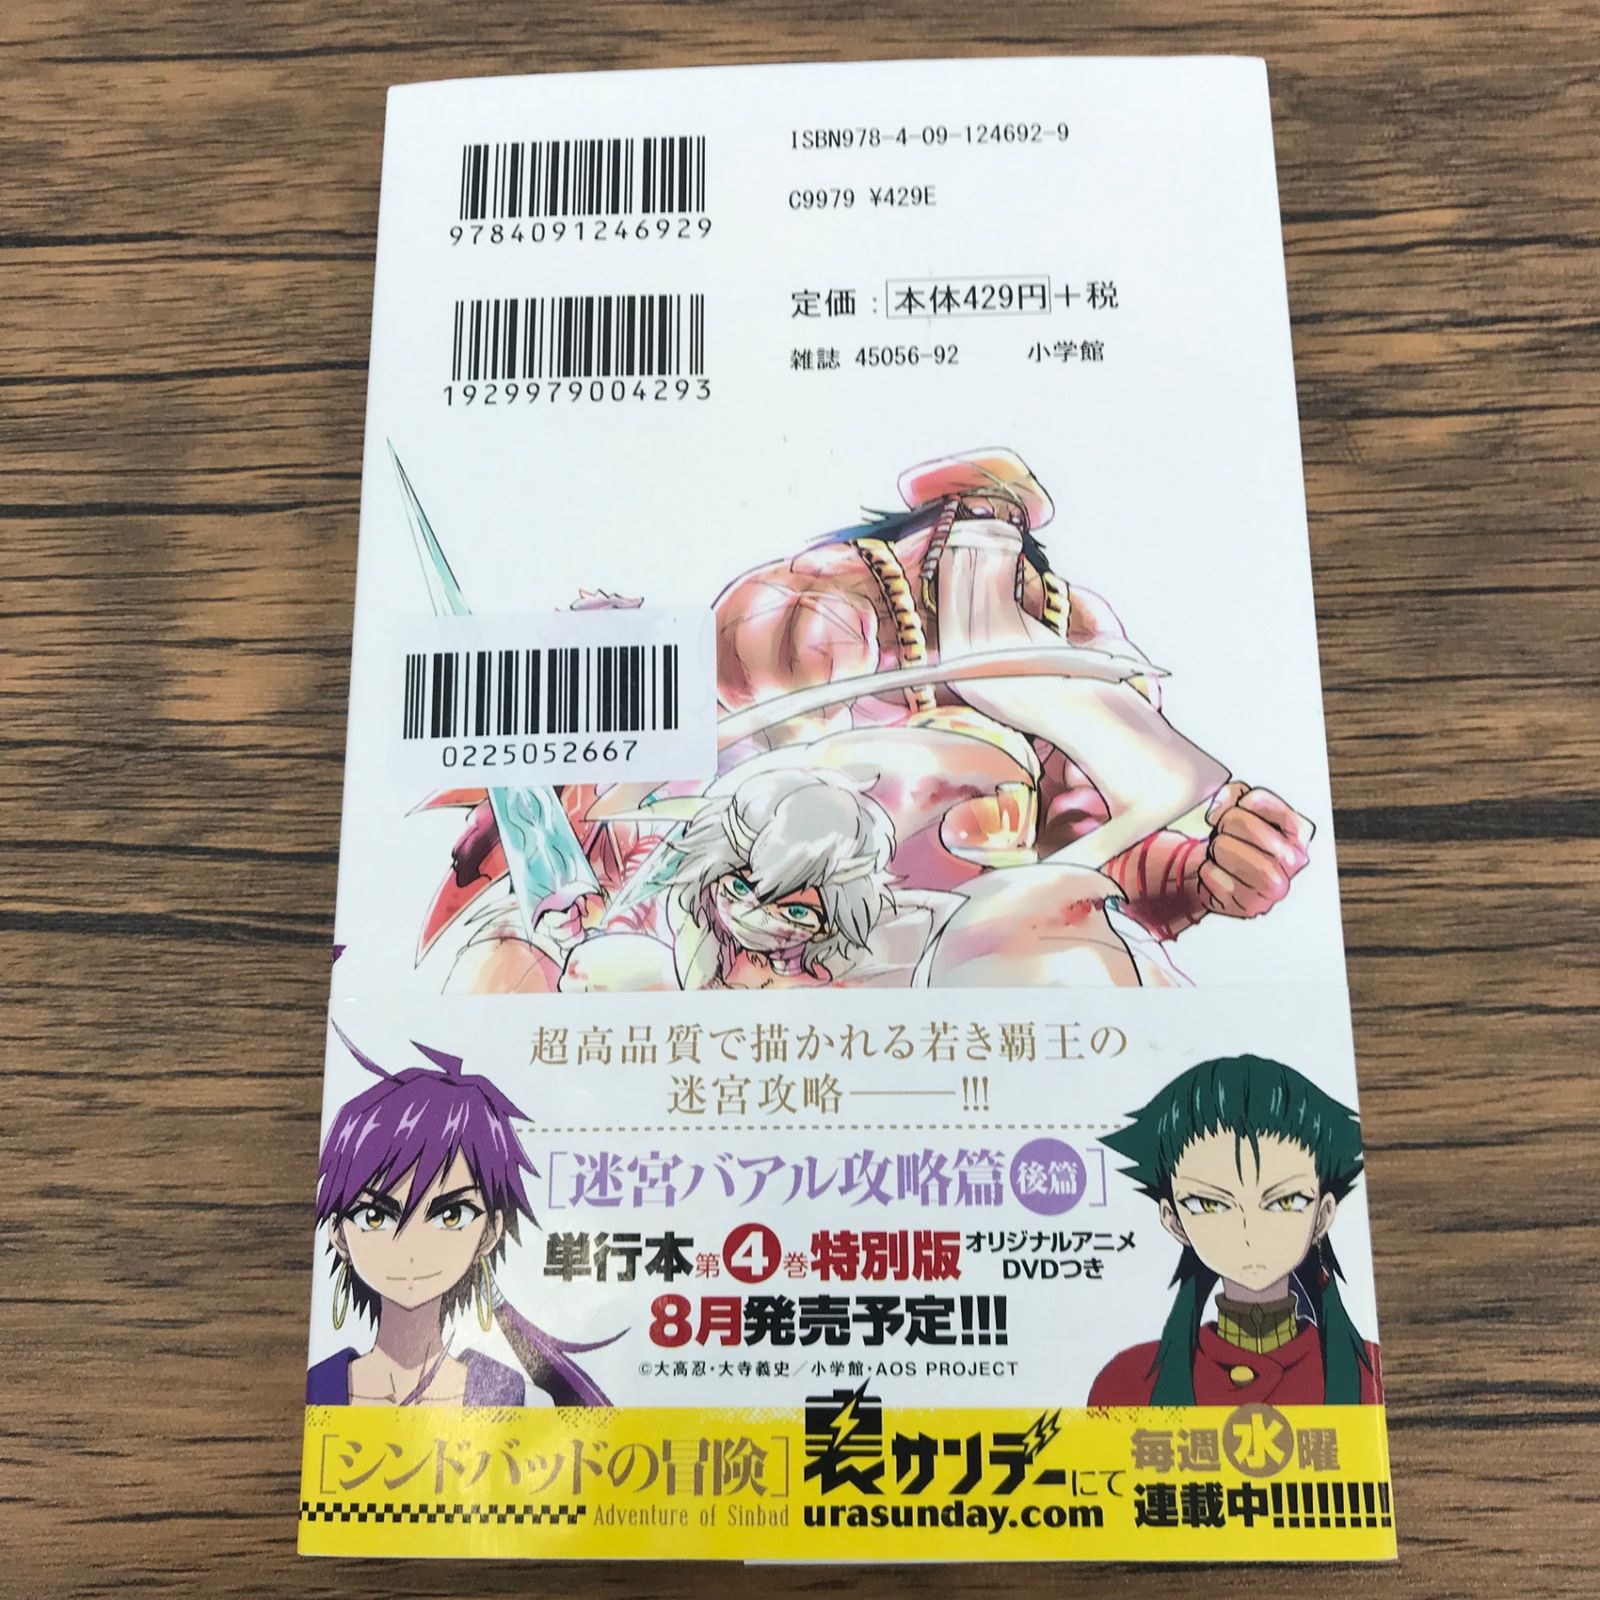 ISBN978-4-09-124692-9
9784091246929
C9979 ¥429E
定価：本体429円＋税
1929979004293
雑誌 45056-92 小学館
0225052667
超高品質で描かれる若き覇王の
迷宮攻略――!!!
［迷宮バアル攻略篇 後篇］
単行本第4巻特別版オリジナルアニメ
DVDつき
8月発売予定!!!
©大高忍・大寺義史／小学館・AOS PROJECT
［シンドバッドの冒険］
Adventure of Sinbad
裏サンデーにて
urasunday.com
毎週水曜
連載中!!!!!!!!!